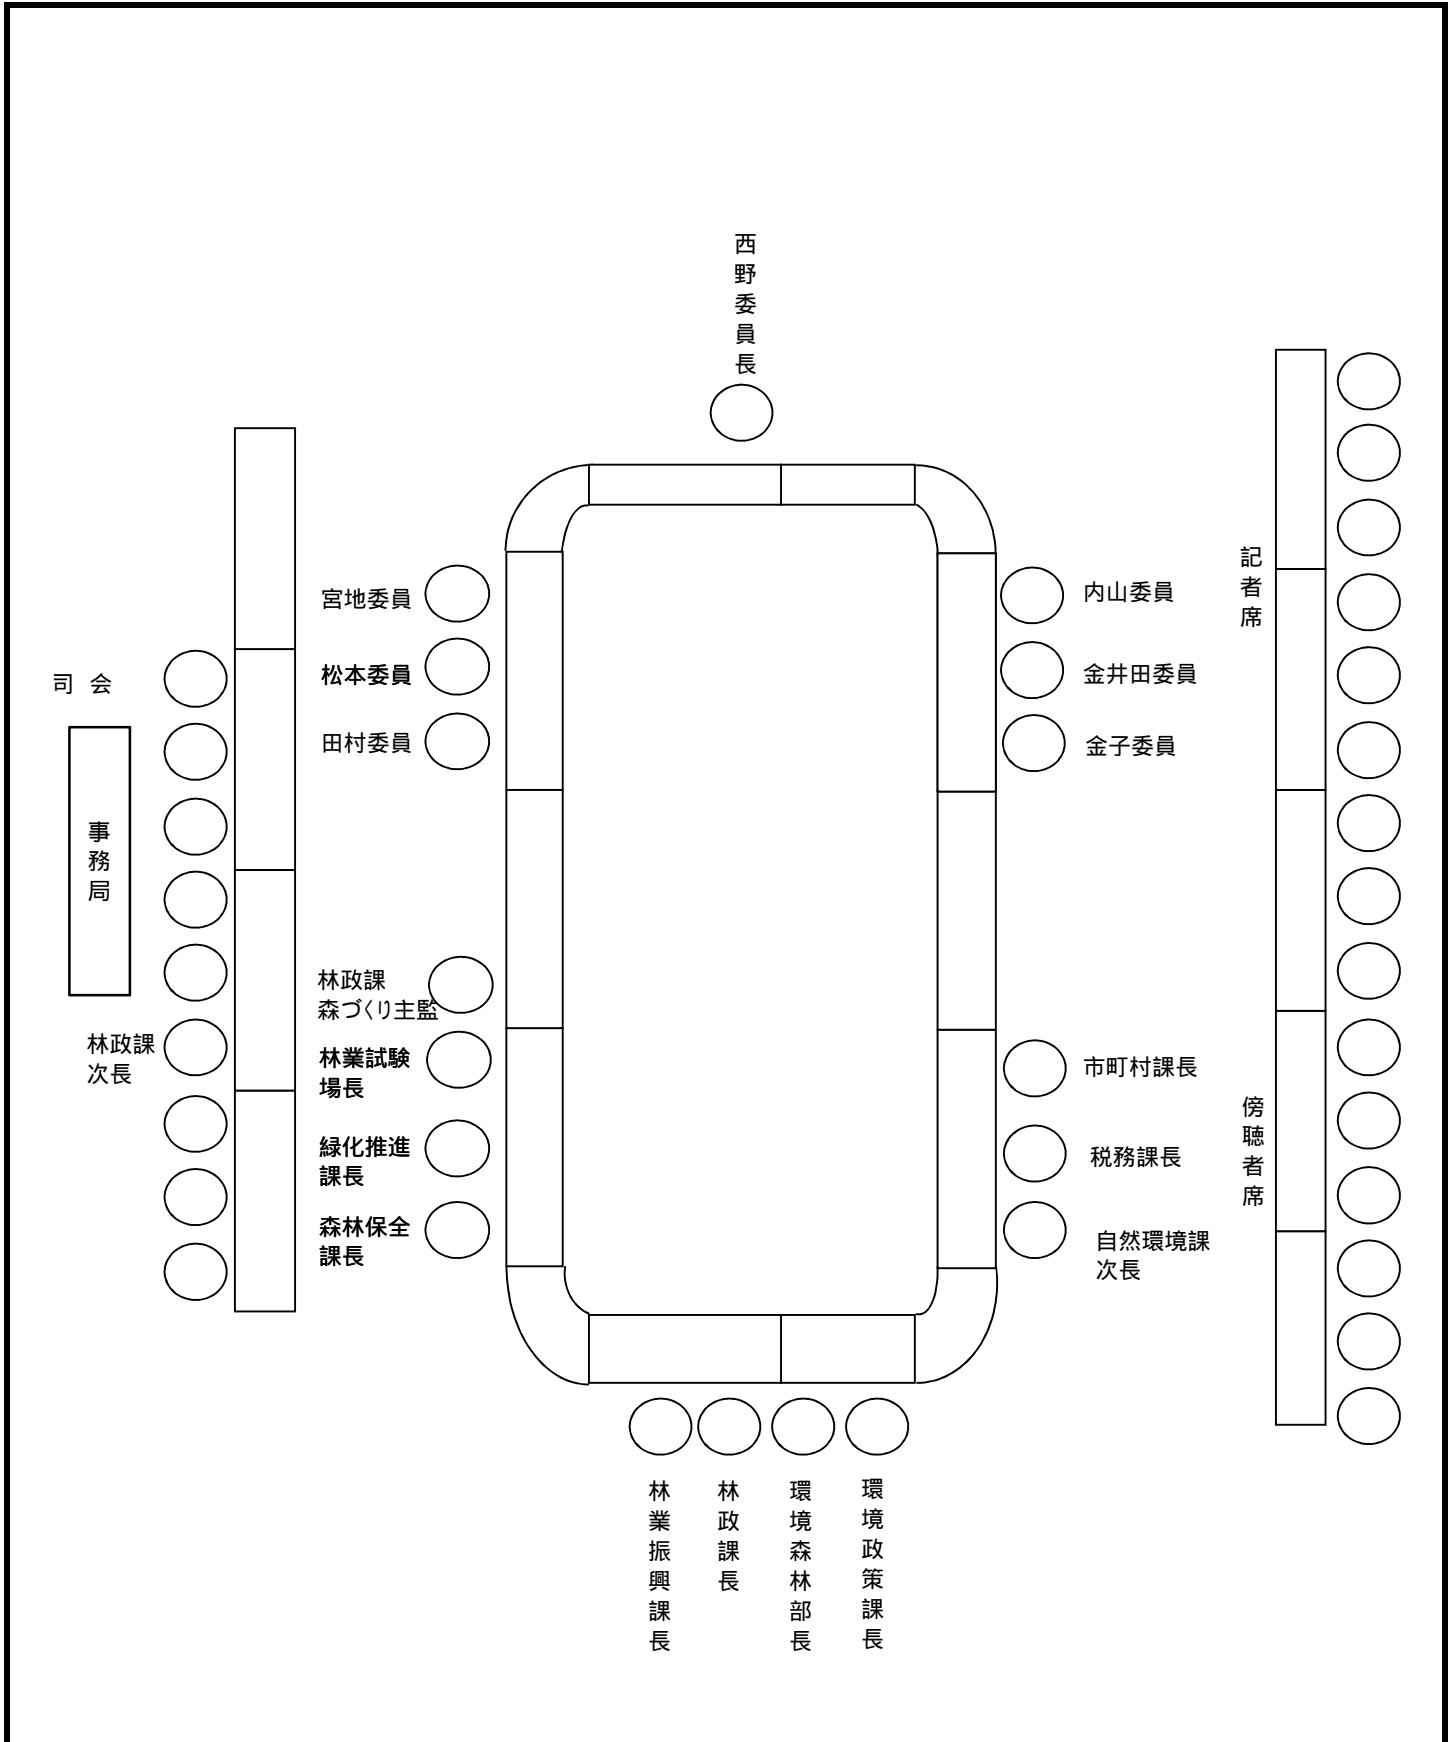 西野委員長
宮地委員
松本委員
田村委員
内山委員
金井田委員
金子委員
記者席
司 会
事務局
林政課
次長
林政課
森づくり主監
林業試験
場長
緑化推進
課長
森林保全
課長
市町村課長
税務課長
自然環境課
次長
傍聴者席
林業振興課長
林政課長
環境森林部長
環境政策課長